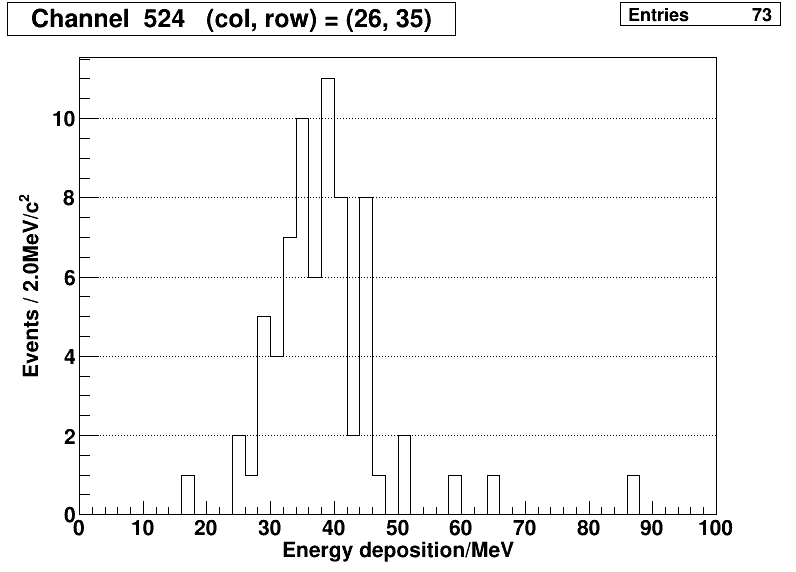 Channel 524 (col, row) = (26, 35)
Entries 73
Events / 2.0MeV/c²
10
8
6
4
2
0
0 10 20 30 40 50 60 70 80 90 100
Energy deposition/MeV